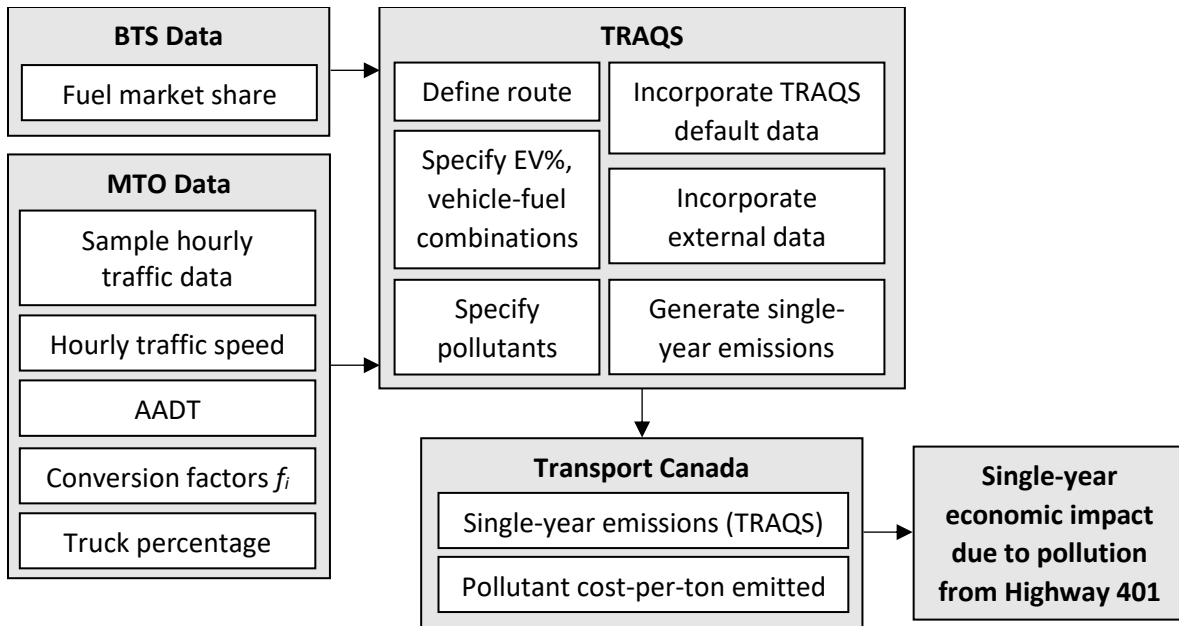 BTS Data
Fuel market share
MTO Data
Sample hourly
traffic data
Hourly traffic speed
AADT
Conversion factors fi
Truck percentage
TRAQS
Define route
Specify EV%,
vehicle-fuel
combinations
Specify
pollutants
Incorporate TRAQS
default data
Incorporate
external data
Generate single-
year emissions
Transport Canada
Single-year emissions (TRAQS)
Pollutant cost-per-ton emitted
Single-year
economic impact
due to pollution
from Highway 401